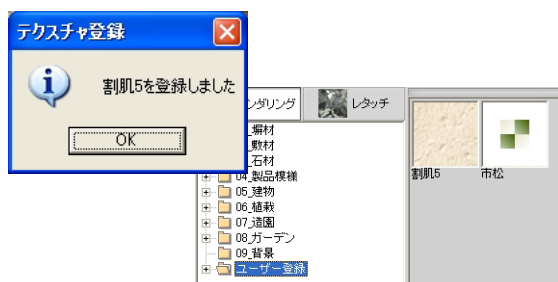 テクスチャ登録
割肌5を登録しました
OK
ンダリング
レタッチ
_塀材
_敷材
_石材
04_製品模様
05_建物
06_植栽
07_造園
08_ガーデン
09_背景
ユーザー登録
割肌5
市松